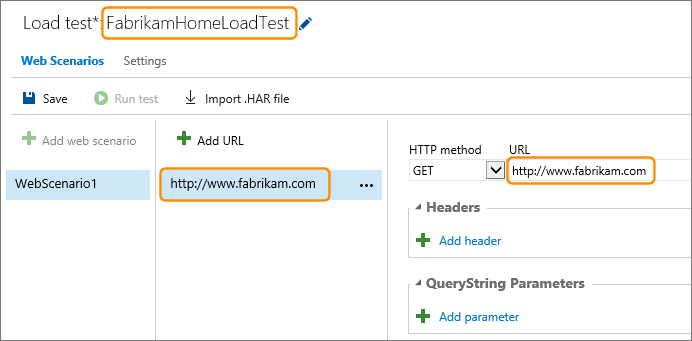 Load test*: FabrikamHomeLoadTest
Web Scenarios Settings
Save Run test Import .HAR file
Add web scenario Add URL
HTTP method URL
WebScenario1 http://www.fabrikam.com ... GET http://www.fabrikam.com
Headers
Add header
QueryString Parameters
Add parameter